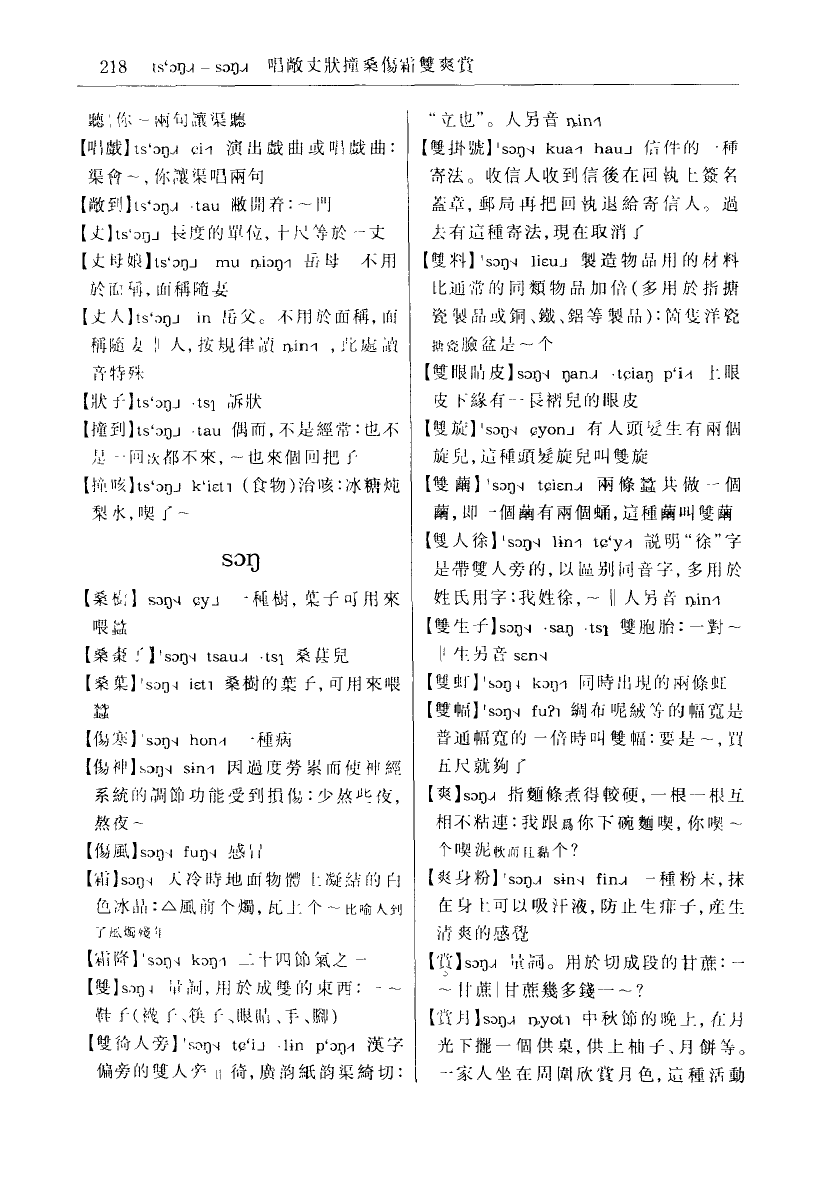 218 tsʻɔŋ˩ – sɔŋ˩ 唱敞丈狀撞桑傷霜雙爽賞
聽|你~兩句讓渠聽
【唱戲】tsʻɔŋ˩ ɕi˧ 演出戲曲或唱戲曲：
渠會~，你讓渠唱兩句
【敞到】tsʻɔŋ˩ ·tau 敞開着：~門
【丈】tsʻɔŋ˩ 長度的單位，十尺等於一丈
【丈母娘】tsʻɔŋ˩ mu ȵiɔŋ˧ 岳母 不用
於面稱，面稱隨妻
【丈人】tsʻɔŋ˩ in 岳父。不用於面稱，面
稱隨妻 ‖ 人，按規律讀 ȵin˧，此處讀
音特殊
【狀子】tsʻɔŋ˩ ·tsɿ 訴狀
【撞到】tsʻɔŋ˩ ·tau 偶而，不是經常：也不
是一回次都不來，~也來個回把子
【撞咳】tsʻɔŋ˩ kʻiɛt˥ (食物)治咳：冰糖炖
梨水，喫了~
sɔŋ
【桑樹】sɔŋ˧ ɕy˩ 一種樹，葉子可用來
喂蠶
【桑棗子】'sɔŋ˧ tsau˩ ·tsɿ 桑葚兒
【桑葉】'sɔŋ˧ iɛt˥ 桑樹的葉子，可用來喂
蠶
【傷寒】'sɔŋ˧ hon˧ 一種病
【傷神】sɔŋ˧ sin˧ 因過度勞累而使神經
系統的調節功能受到損傷：少熬些夜，
熬夜~
【傷風】sɔŋ˧ fuŋ˧ 感冒
【霜】sɔŋ˧ 天冷時地面物體上凝結的白
色冰晶：△風前个燭，瓦上个~比喻人到
了風燭殘年
【霜降】'sɔŋ˧ kɔŋ˧ 二十四節氣之一
【雙】sɔŋ˧ 量詞，用於成雙的東西：一~
鞋子(襪子、筷子、眼睛、手、腳)
【雙徛人旁】'sɔŋ˧ tɕʻi˩ ·lin pʻɔŋ˧ 漢字
偏旁的雙人旁 ‖ 徛，廣韵紙韵渠綺切：
“立也”。人另音 ȵin˧
【雙掛號】'sɔŋ˧ kua˧ hau˩ 信件的一種
寄法。收信人收到信後在回執上簽名
蓋章，郵局再把回執退給寄信人。過
去有這種寄法，現在取消了
【雙料】'sɔŋ˧ liɛu˩ 製造物品用的材料
比通常的同類物品加倍(多用於指搪
瓷製品或銅、鐵、鋁等製品)：箇隻洋瓷
搪瓷臉盆是~个
【雙眼睛皮】sɔŋ˧ ŋan˩ ·tɕiaŋ pʻi˧ 上眼
皮下緣有一長褶兒的眼皮
【雙旋】'sɔŋ˧ ɕyon˩ 有人頭髮生有兩個
旋兒，這種頭髮旋兒叫雙旋
【雙繭】'sɔŋ˧ tɕiɛn˩ 兩條蠶共做一個
繭，即一個繭有兩個蛹，這種繭叫雙繭
【雙人徐】'sɔŋ˧ lin˧ tɕʻy˧ 説明“徐”字
是帶雙人旁的，以區别同音字，多用於
姓氏用字：我姓徐，~ ‖ 人另音 ȵin˧
【雙生子】sɔŋ˧ ·saŋ ·tsɿ 雙胞胎：一對~
‖ 生另音 sɛn˧
【雙虹】'sɔŋ˧ kɔŋ˧ 同時出現的兩條虹
【雙幅】'sɔŋ˧ fuʔ˥ 綢布呢絨等的幅寬是
普通幅寬的一倍時叫雙幅：要是~，買
五尺就夠了
【爽】sɔŋ˩ 指麵條煮得較硬，一根一根互
相不粘連：我跟爲你下碗麵喫，你喫~
个喫泥軟而且黏个?
【爽身粉】'sɔŋ˩ sin˧ fin˩ 一種粉末，抹
在身上可以吸汗液，防止生痱子，産生
清爽的感覺
【賞】sɔŋ˩ 量詞。用於切成段的甘蔗：一
~甘蔗|甘蔗幾多錢一~?
【賞月】sɔŋ˩ ȵyot˥ 中秋節的晚上，在月
光下擺一個供桌，供上柚子、月餅等。
一家人坐在周圍欣賞月色，這種活動